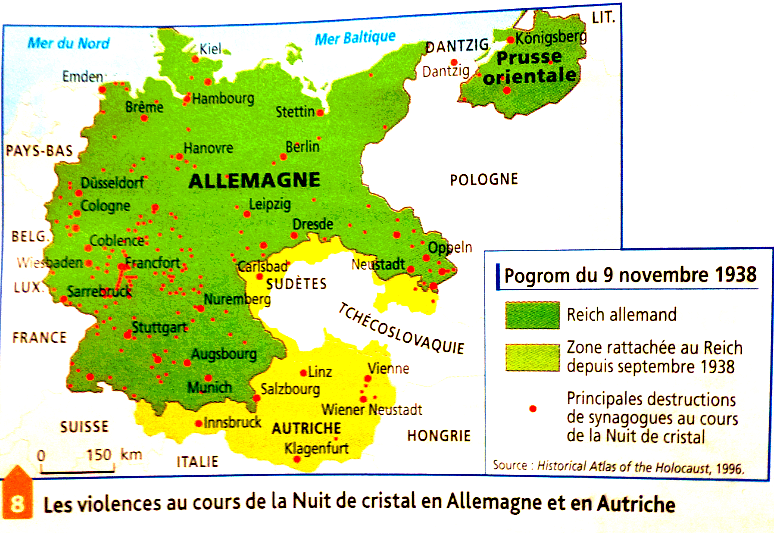 LIT.
Mer du Nord
Mer Baltique
Kiel
DANTZIG
Königsberg
Prusse
orientale
Dantzig
Emden
Hambourg
Brême
Stettin
PAYS-BAS
Hanovre
Berlin
ALLEMAGNE
POLOGNE
Düsseldorf
Cologne
Leipzig
Dresde
BELG.
Coblence
Oppeln
Wiesbaden
Francfort
Carlsbad
Neustadt
SUDÈTES
LUX.
Sarrebruck
Nuremberg
TCHÉCOSLOVAQUIE
FRANCE
Stuttgart
Augsbourg
Linz
Vienne
Munich
Salzbourg
Wiener Neustadt
SUISSE
Innsbruck
AUTRICHE
HONGRIE
Klagenfurt
ITALIE
0 150 km
Pogrom du 9 novembre 1938
Reich allemand
Zone rattachée au Reich
depuis septembre 1938
Principales destructions
de synagogues au cours
de la Nuit de cristal
Source : Historical Atlas of the Holocaust, 1996.
8 Les violences au cours de la Nuit de cristal en Allemagne et en Autriche